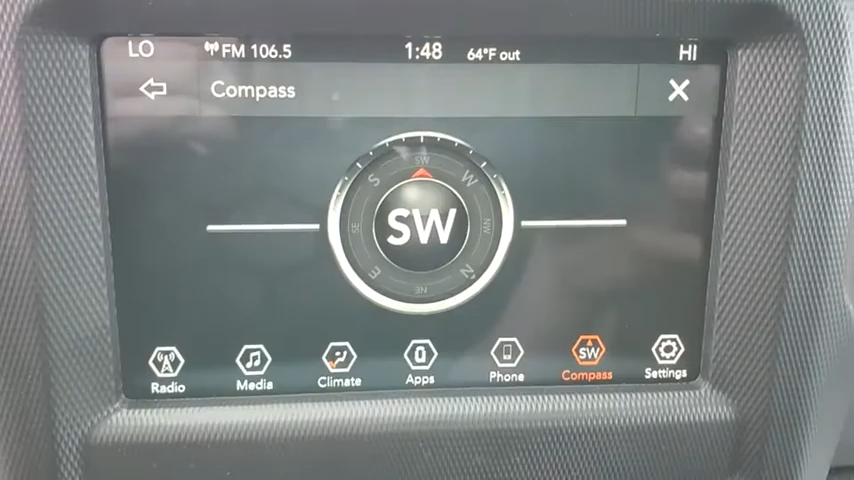 LO FM 106.5 1:48 64°F out HI
Compass
SW
S W
SE SW NW
E N
NE
SW
Radio Media Climate Apps Phone Compass Settings